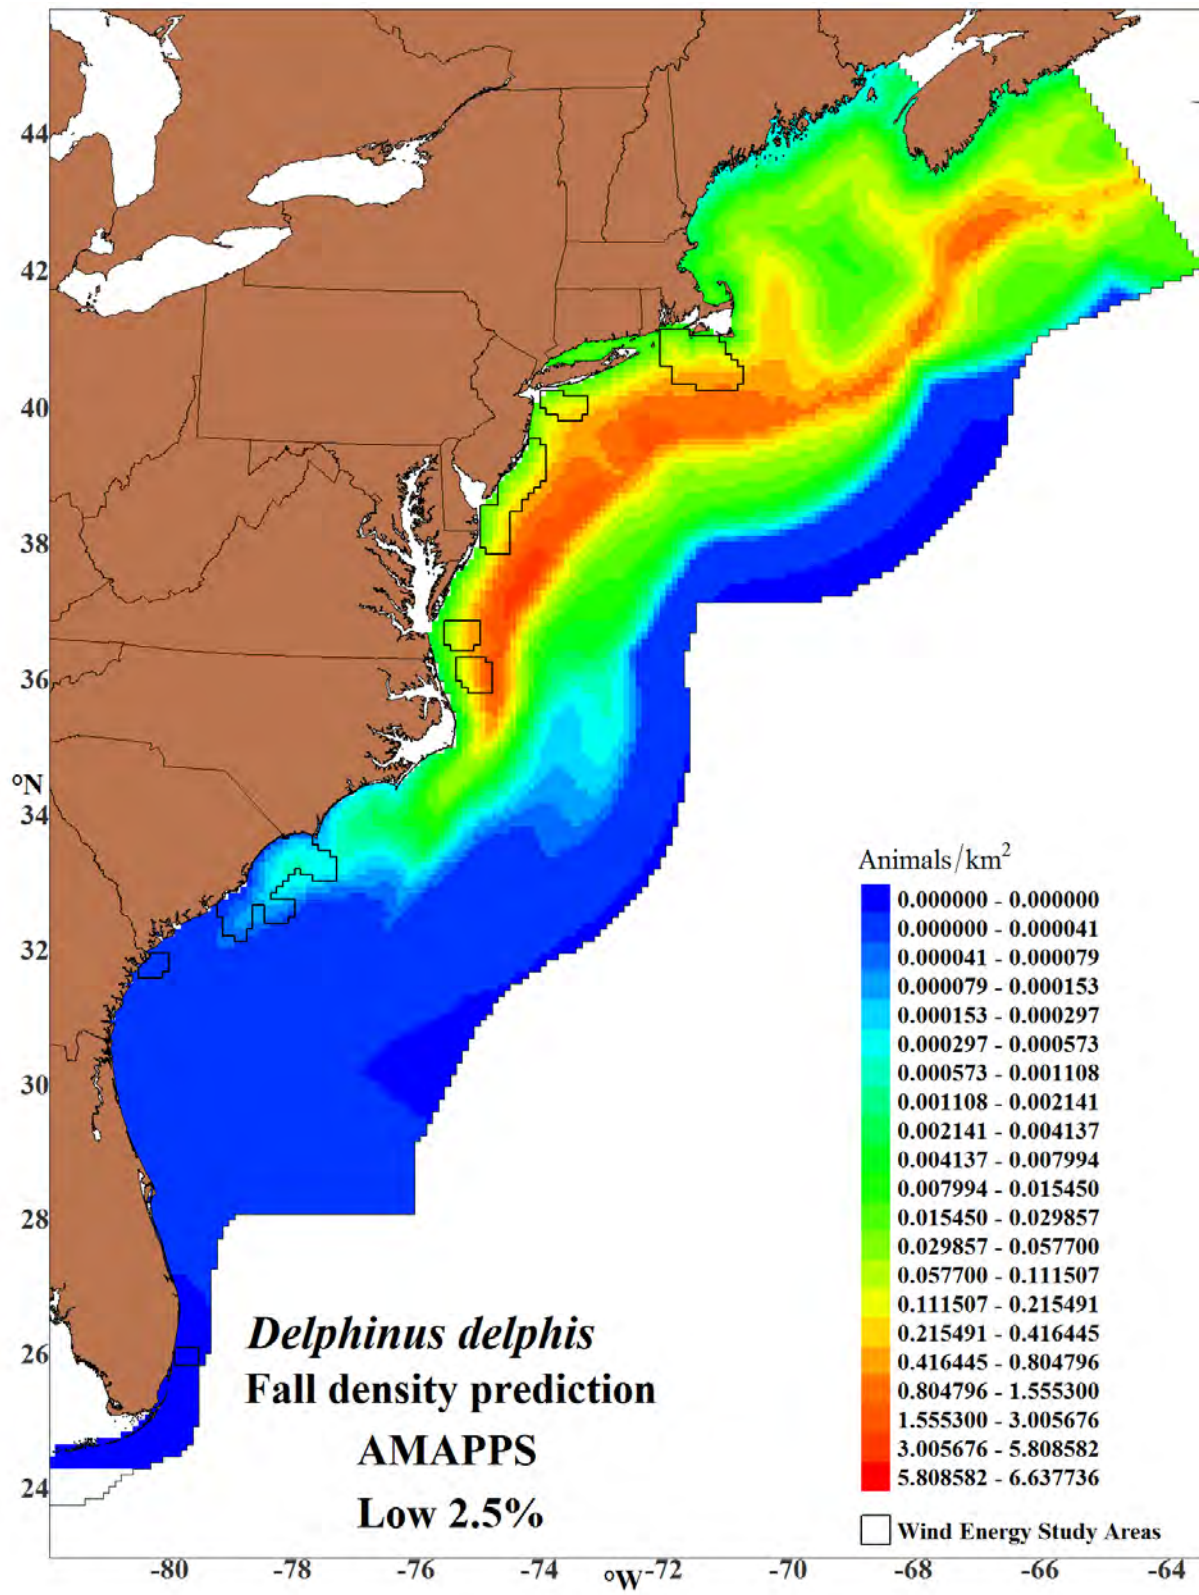 44
42
40
38
36
°N
34
32
30
28
26
24
-80
-78
-76
-74
°W
-72
-70
-68
-66
-64
Delphinus delphis
Fall density prediction
AMAPPS
Low 2.5%
Animals/km²
0.000000 - 0.000000
0.000000 - 0.000041
0.000041 - 0.000079
0.000079 - 0.000153
0.000153 - 0.000297
0.000297 - 0.000573
0.000573 - 0.001108
0.001108 - 0.002141
0.002141 - 0.004137
0.004137 - 0.007994
0.007994 - 0.015450
0.015450 - 0.029857
0.029857 - 0.057700
0.057700 - 0.111507
0.111507 - 0.215491
0.215491 - 0.416445
0.416445 - 0.804796
0.804796 - 1.555300
1.555300 - 3.005676
3.005676 - 5.808582
5.808582 - 6.637736
Wind Energy Study Areas